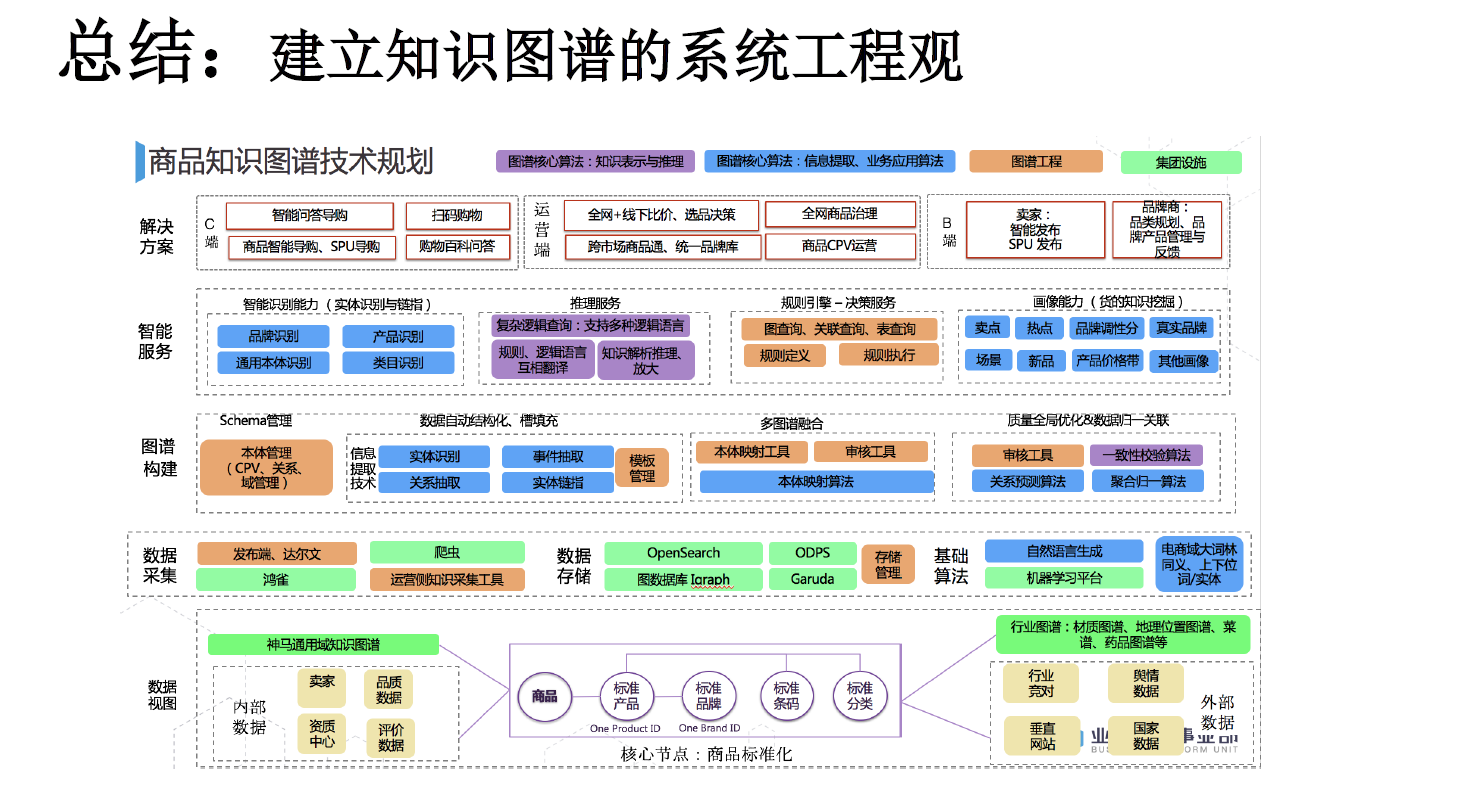 总结：建立知识图谱的系统工程观
商品知识图谱技术规划
图谱核心算法：知识表示与推理
图谱核心算法：信息提取、业务应用算法
图谱工程
集团设施
解决
方案
C
端
智能问答导购
扫码购物
商品智能导购、SPU导购
购物百科问答
运
营
端
全网+线下比价、选品决策
全网商品治理
跨市场商品通、统一品牌库
商品CPV运营
B
端
卖家：
智能发布
SPU 发布
品牌商：
品类规划、品
牌产品管理与
反馈
智能
服务
智能识别能力（实体识别与链指）
品牌识别
产品识别
通用本体识别
类目识别
推理服务
复杂逻辑查询：支持多种逻辑语言
规则、逻辑语言
互相翻译
知识解析推理、
放大
规则引擎 – 决策服务
图查询、关联查询、表查询
规则定义
规则执行
画像能力（货的知识挖掘）
卖点
热点
品牌调性分
真实品牌
场景
新品
产品价格带
其他画像
图谱
构建
Schema管理
本体管理
（CPV、关系、
域管理）
数据自动结构化、槽填充
信息
提取
技术
实体识别
事件抽取
关系抽取
实体链指
模板
管理
多图谱融合
本体映射工具
审核工具
本体映射算法
质量全局优化&数据归一关联
审核工具
一致性校验算法
关系预测算法
聚合归一算法
数据
采集
发布端、达尔文
爬虫
鸿雀
运营侧知识采集工具
数据
存储
OpenSearch
ODPS
图数据库 Igraph
Garuda
存储
管理
基础
算法
自然语言生成
机器学习平台
电商域大词林
同义、上下位
词/实体
数据
视图
神马通用域知识图谱
内部
数据
卖家
品质
数据
资质
中心
评价
数据
商品
标准
产品
标准
品牌
标准
条码
标准
分类
One Product ID
One Brand ID
核心节点：商品标准化
行业图谱：材质图谱、地理位置图谱、菜
谱、药品图谱等
行业
竞对
舆情
数据
垂直
网站
国家
数据
外部
数据
业
事业部
BU
ORM UNIT